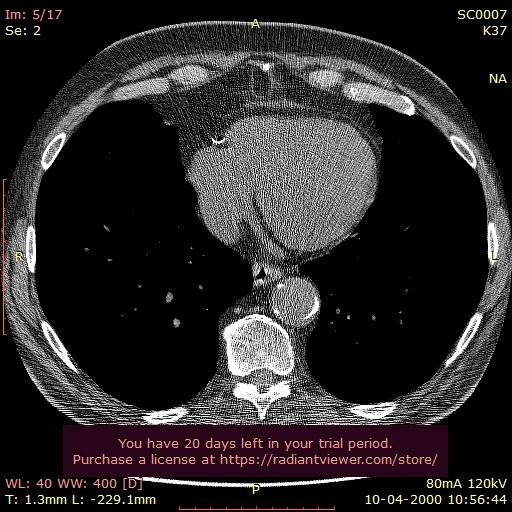 Im: 5/17
Se: 2
A
SC0007
K37
NA
R
L
You have 20 days left in your trial period.
Purchase a license at https://radiantviewer.com/store/
WL: 40 WW: 400 [D]
T: 1.3mm L: -229.1mm
P
80mA 120kV
10-04-2000 10:56:44